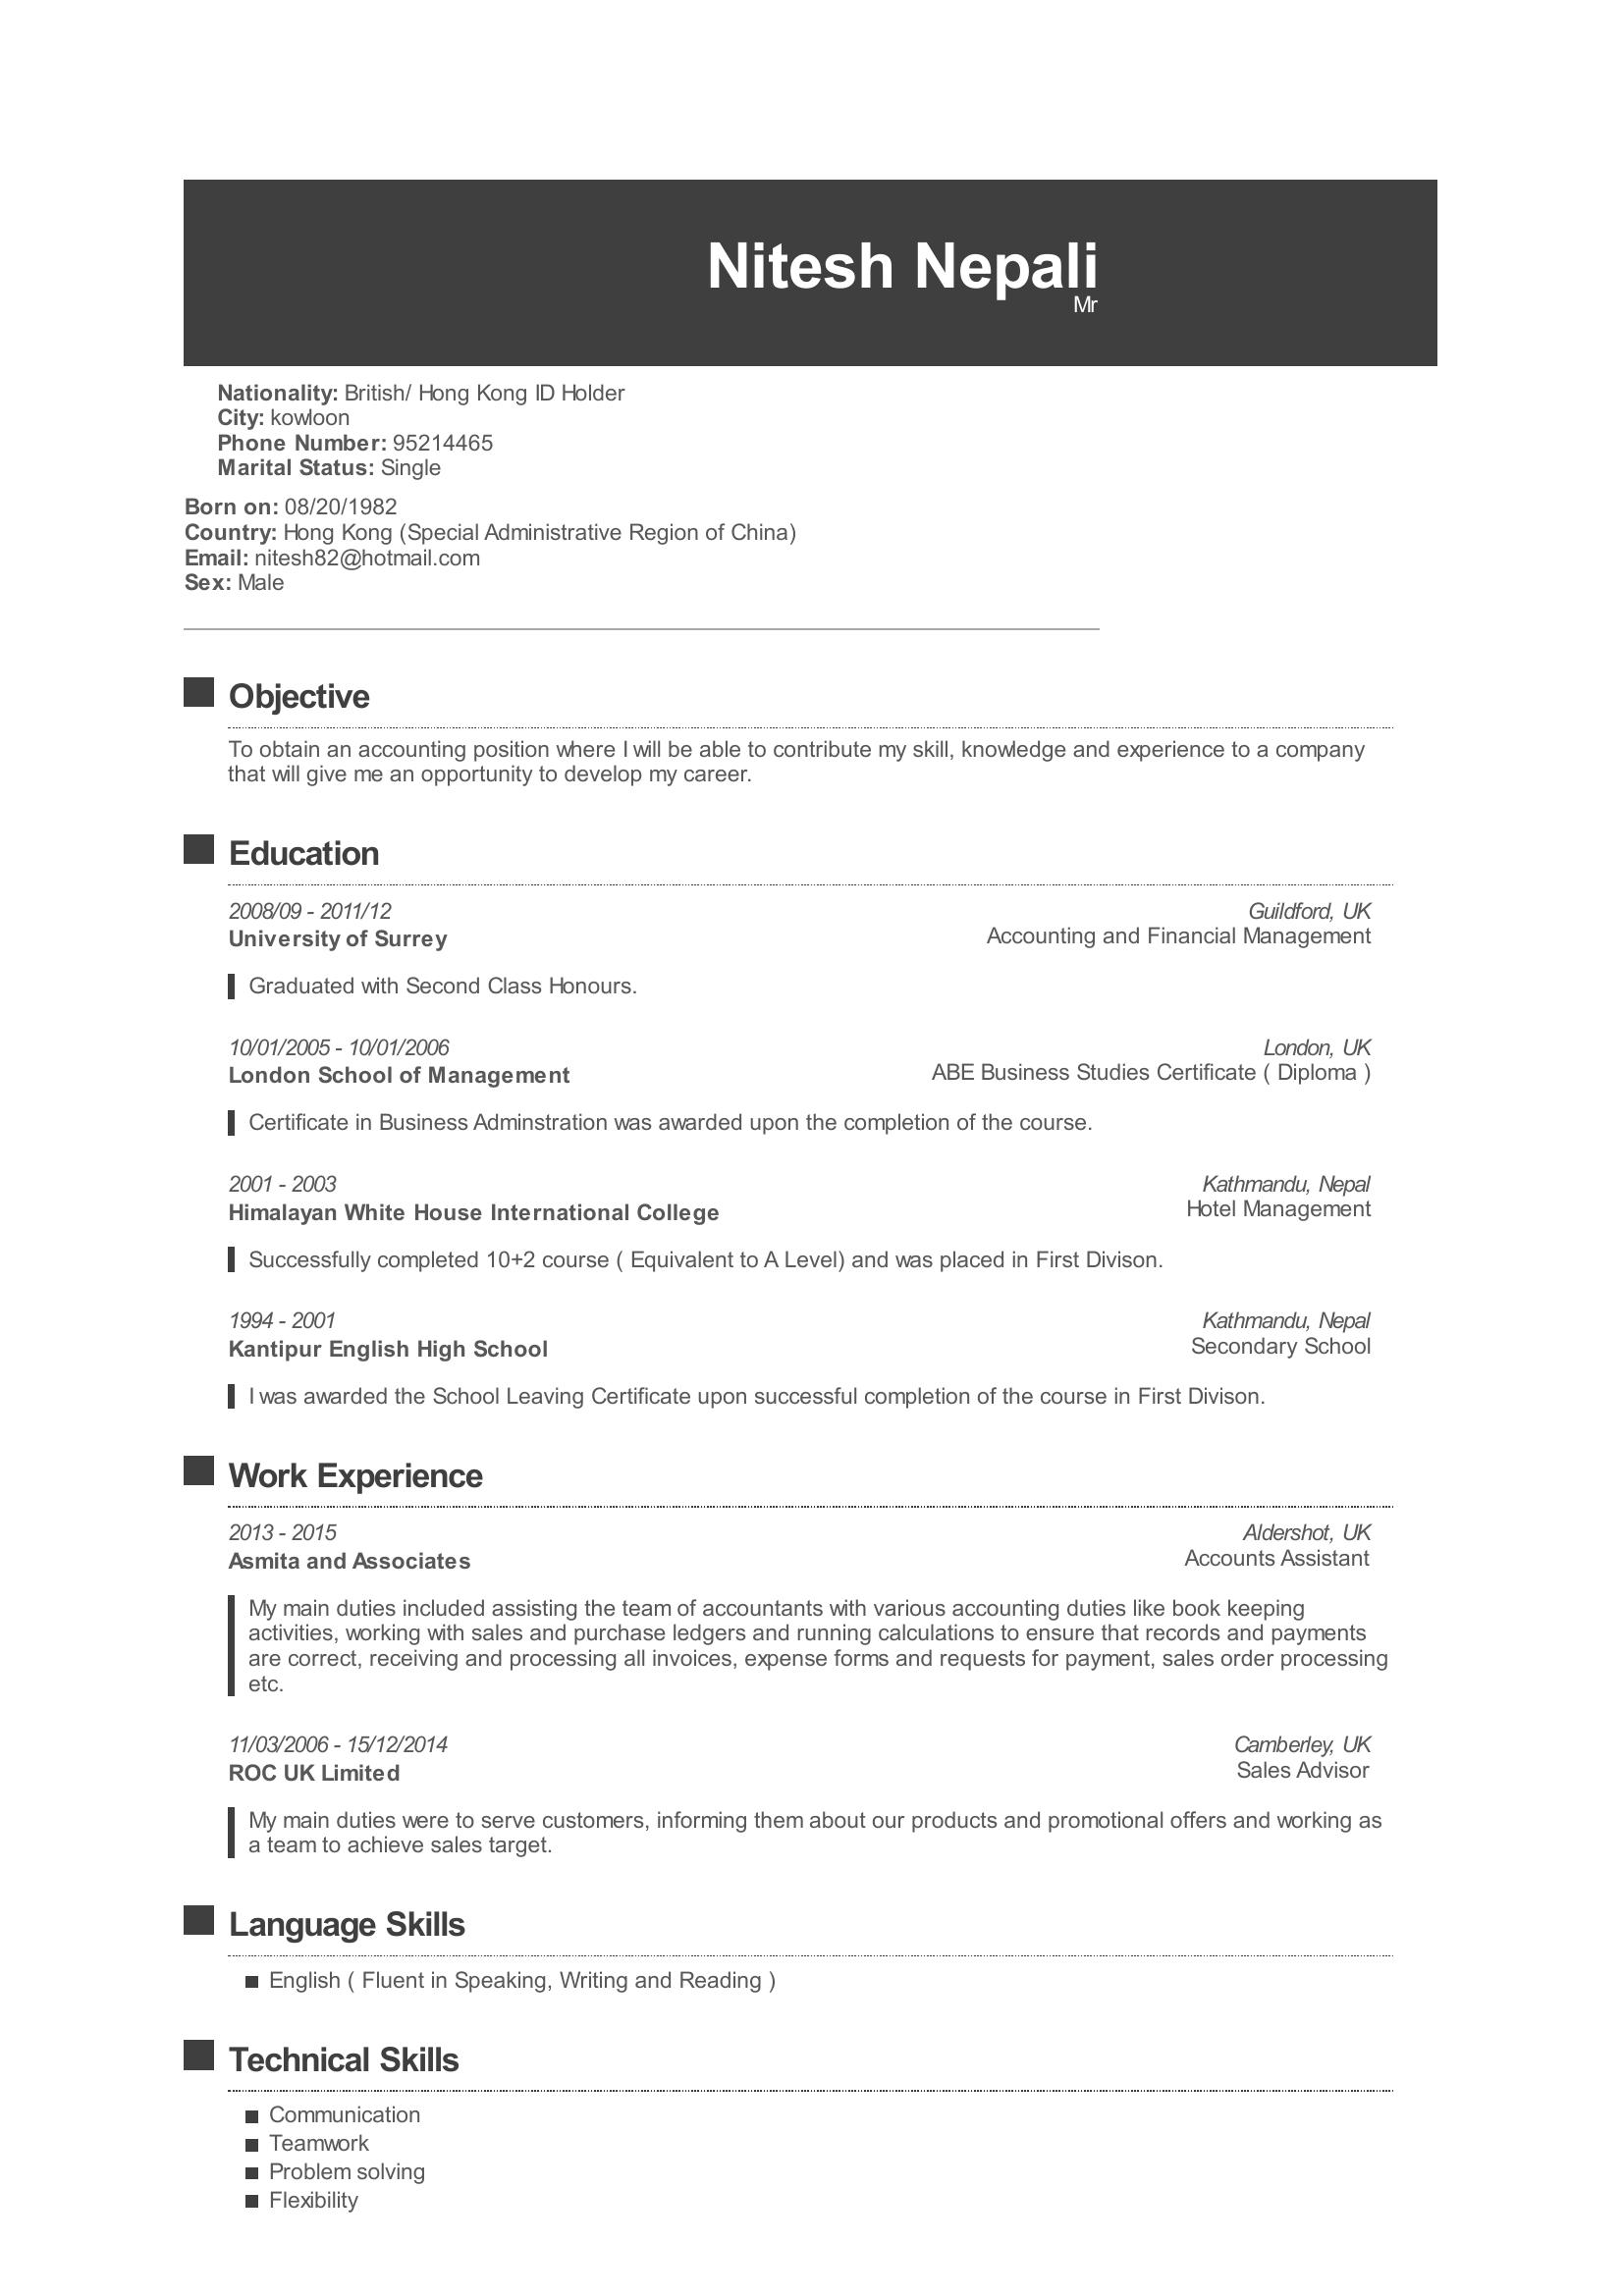 Nitesh Nepali
Mr
Nationality: British/ Hong Kong ID Holder
City: kowloon
Phone Number: 95214465
Marital Status: Single
Born on: 08/20/1982
Country: Hong Kong (Special Administrative Region of China)
Email: nitesh82@hotmail.com
Sex: Male
Objective
To obtain an accounting position where I will be able to contribute my skill, knowledge and experience to a company
that will give me an opportunity to develop my career.
Education
2008/09 - 2011/12 Guildford, UK
University of Surrey Accounting and Financial Management
Graduated with Second Class Honours.
10/01/2005 - 10/01/2006 London, UK
London School of Management ABE Business Studies Certificate ( Diploma )
Certificate in Business Adminstration was awarded upon the completion of the course.
2001 - 2003 Kathmandu, Nepal
Himalayan White House International College Hotel Management
Successfully completed 10+2 course ( Equivalent to A Level) and was placed in First Divison.
1994 - 2001 Kathmandu, Nepal
Kantipur English High School Secondary School
I was awarded the School Leaving Certificate upon successful completion of the course in First Divison.
Work Experience
2013 - 2015 Aldershot, UK
Asmita and Associates Accounts Assistant
My main duties included assisting the team of accountants with various accounting duties like book keeping
activities, working with sales and purchase ledgers and running calculations to ensure that records and payments
are correct, receiving and processing all invoices, expense forms and requests for payment, sales order processing
etc.
11/03/2006 - 15/12/2014 Camberley, UK
ROC UK Limited Sales Advisor
My main duties were to serve customers, informing them about our products and promotional offers and working as
a team to achieve sales target.
Language Skills
English ( Fluent in Speaking, Writing and Reading )
Technical Skills
Communication
Teamwork
Problem solving
Flexibility